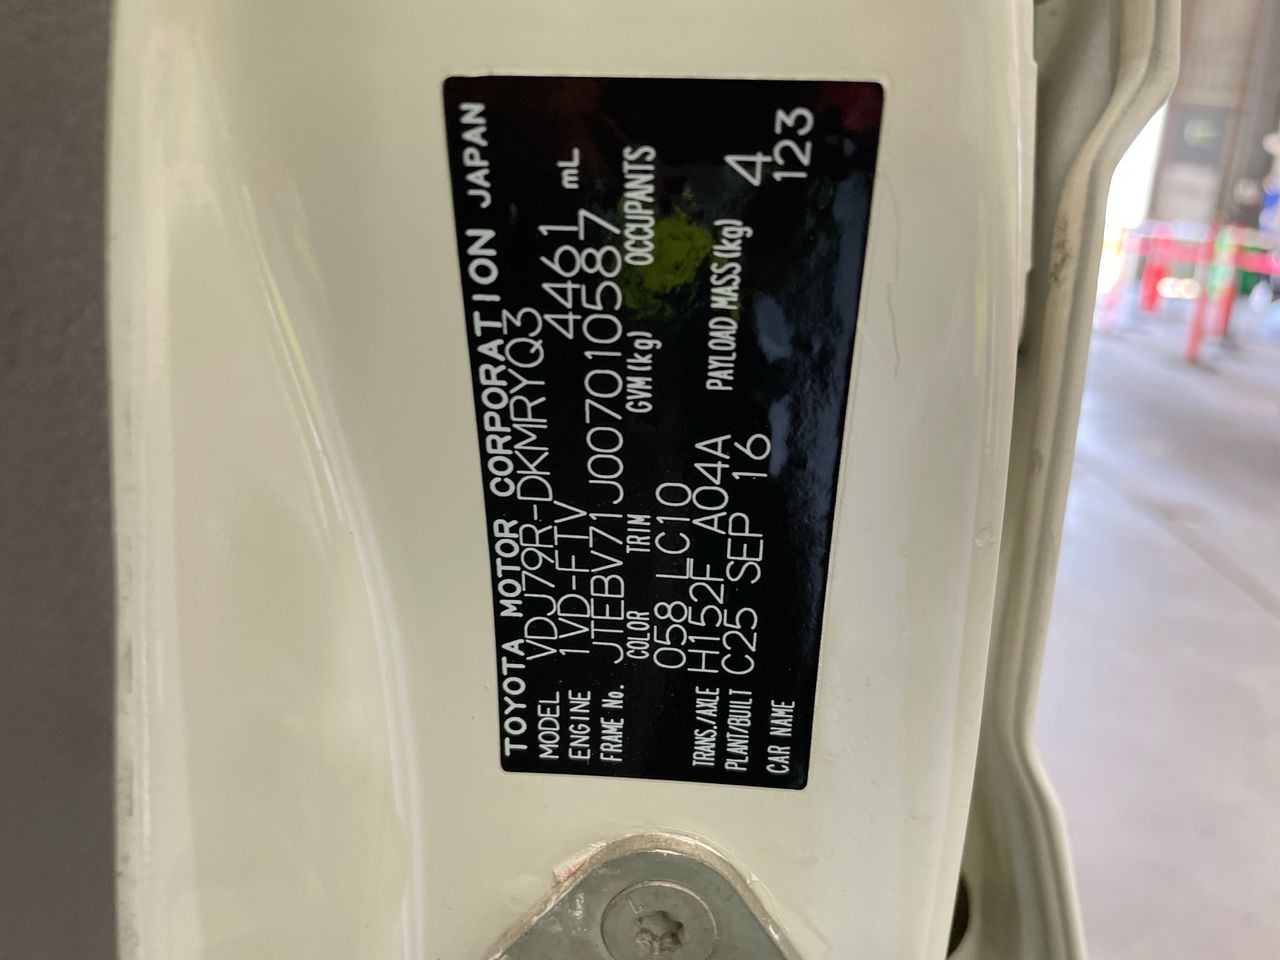 TOYOTA MOTOR CORPORATION JAPAN
MODEL VDJ79R-DKMRYQ3
ENGINE 1VD-FTV 4461 mL
FRAME No. JTEBV71J007010587
COLOR TRIM GVM(kg) OCCUPANTS
058 LC10
TRANS./AXLE H152F A04A PAYLOAD MASS(kg) 4
PLANT/BUILT C25 SEP 16 123
CAR NAME